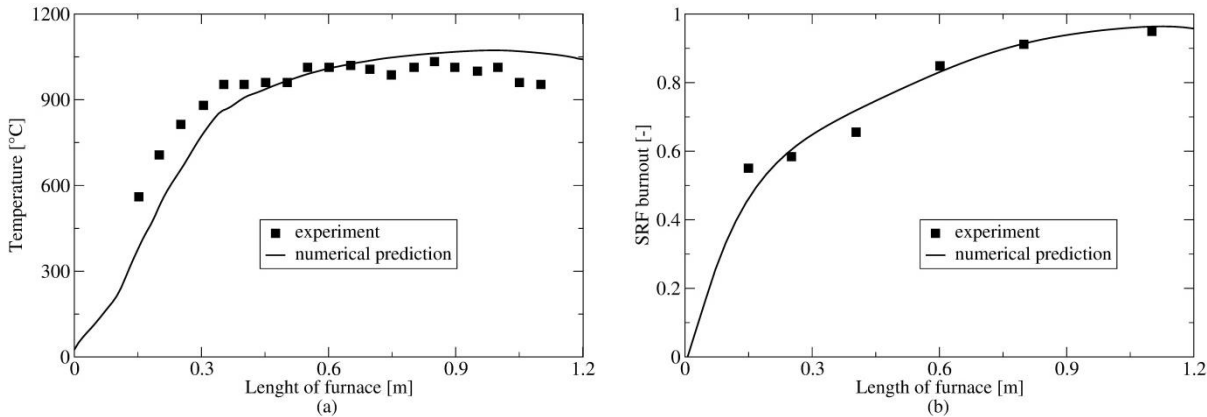 1200
900
600
300
0
Temperature [°C]
experiment
numerical prediction
0 0.3 0.6 0.9 1.2
Lenght of furnace [m]
(a)
1
0.8
0.6
0.4
0.2
0
SRF burnout [-]
experiment
numerical prediction
0 0.3 0.6 0.9 1.2
Length of furnace [m]
(b)